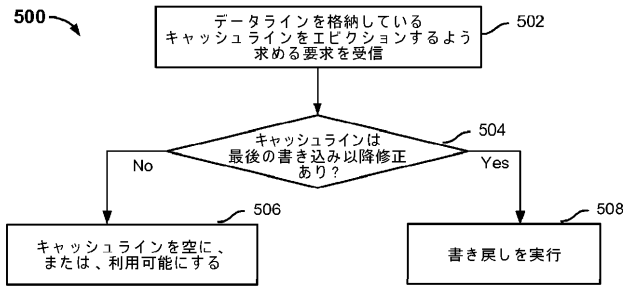 500
データラインを格納している
キャッシュラインをエビクションするよう
求める要求を受信
502
キャッシュラインは
最後の書き込み以降修正
あり?
504
No
Yes
506
キャッシュラインを空に、
または、利用可能にする
508
書き戻しを実行